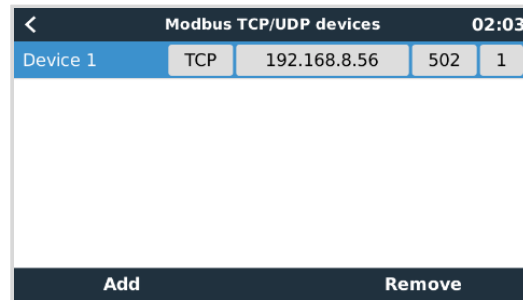 Modbus TCP/UDP devices 02:03
Device 1 TCP 192.168.8.56 502 1
Add Remove